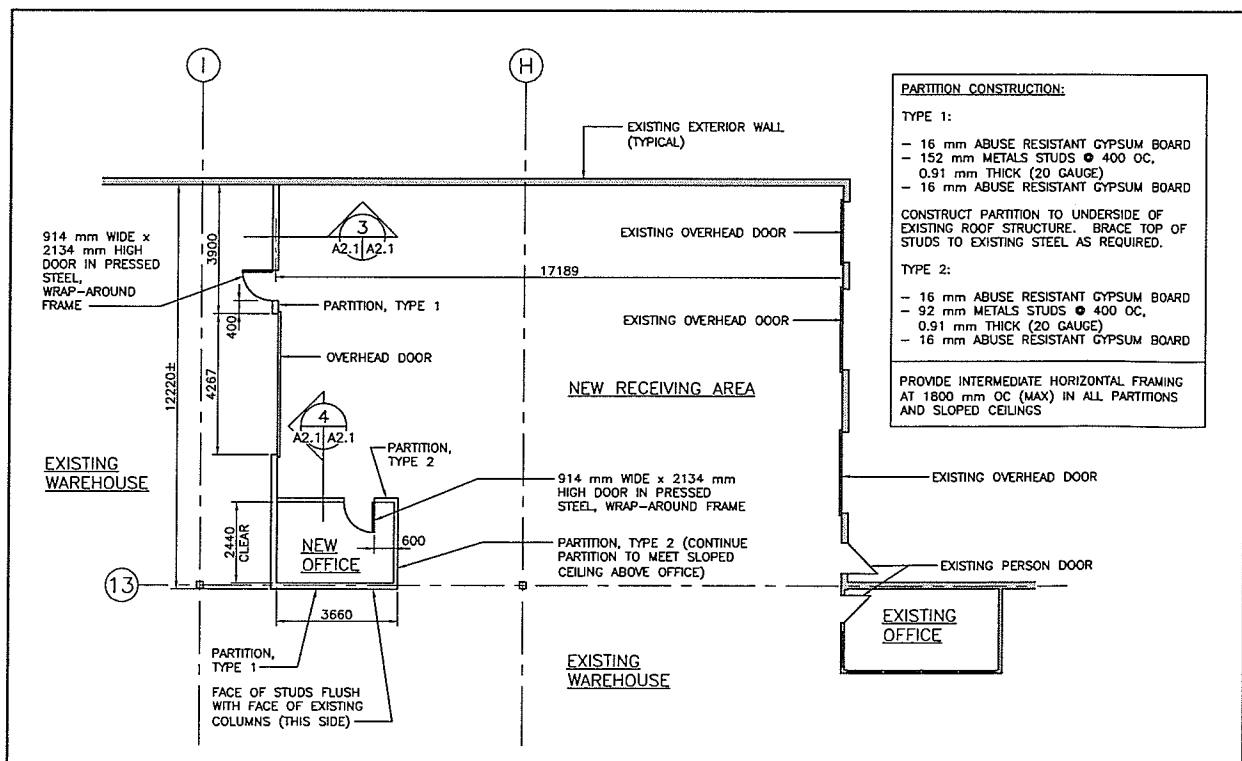 I
H
EXISTING EXTERIOR WALL
(TYPICAL)
PARTITION CONSTRUCTION:
TYPE 1:
- 16 mm ABUSE RESISTANT GYPSUM BOARD
- 152 mm METALS STUDS @ 400 OC,
0.91 mm THICK (20 GAUGE)
- 16 mm ABUSE RESISTANT GYPSUM BOARD
CONSTRUCT PARTITION TO UNDERSIDE OF
EXISTING ROOF STRUCTURE. BRACE TOP OF
STUDS TO EXISTING STEEL AS REQUIRED.
TYPE 2:
- 16 mm ABUSE RESISTANT GYPSUM BOARD
- 92 mm METALS STUDS @ 400 OC,
0.91 mm THICK (20 GAUGE)
- 16 mm ABUSE RESISTANT GYPSUM BOARD
PROVIDE INTERMEDIATE HORIZONTAL FRAMING
AT 1800 mm OC (MAX) IN ALL PARTITIONS
AND SLOPED CEILINGS
914 mm WIDE x
2134 mm HIGH
DOOR IN PRESSED
STEEL,
WRAP-AROUND
FRAME
3900
3
A2.1 A2.1
EXISTING OVERHEAD DOOR
17189
PARTITION, TYPE 1
400
EXISTING OVERHEAD DOOR
OVERHEAD DOOR
12220±
4267
NEW RECEIVING AREA
4
A2.1 A2.1
PARTITION,
TYPE 2
EXISTING
WAREHOUSE
914 mm WIDE x 2134 mm
HIGH DOOR IN PRESSED
STEEL, WRAP-AROUND FRAME
EXISTING OVERHEAD DOOR
2440
CLEAR
NEW
OFFICE
600
PARTITION, TYPE 2 (CONTINUE
PARTITION TO MEET SLOPED
CEILING ABOVE OFFICE)
EXISTING PERSON DOOR
13
3660
EXISTING
OFFICE
PARTITION,
TYPE 1
EXISTING
WAREHOUSE
FACE OF STUDS FLUSH
WITH FACE OF EXISTING
COLUMNS (THIS SIDE)